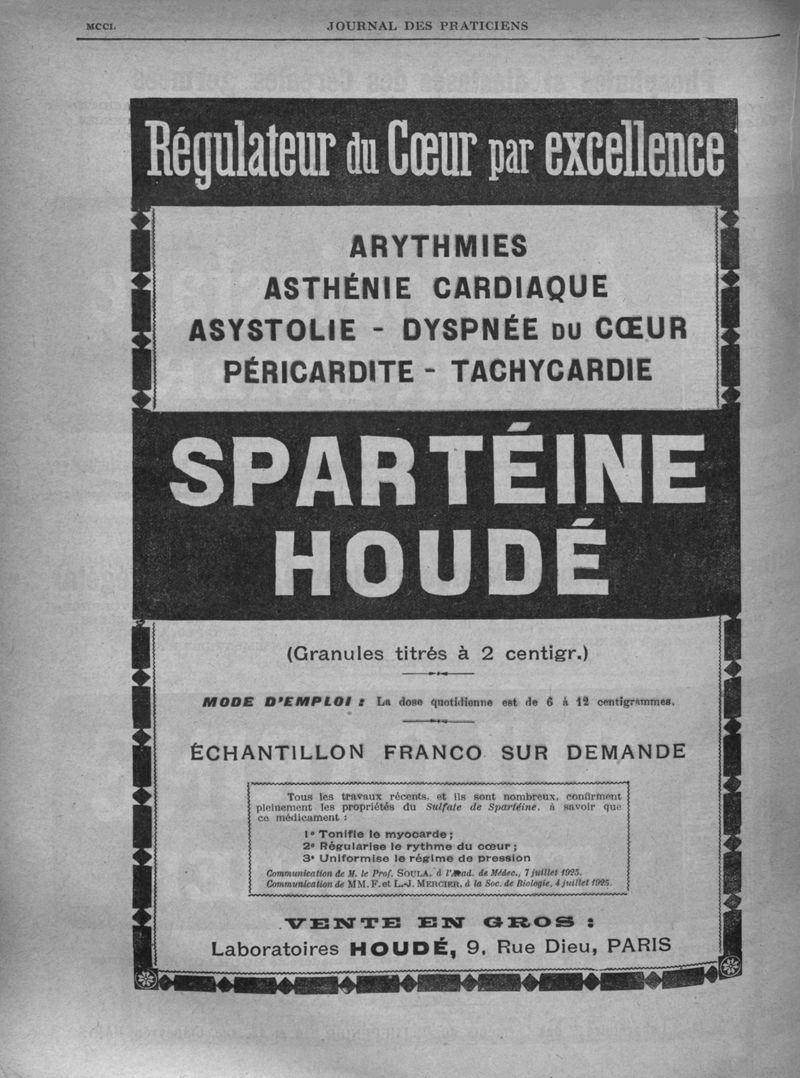 MCCL
JOURNAL DES PRATICIENS
Régulateur du Cœur par excellence
ARYTHMIES
ASTHÉNIE CARDIAQUE
ASYSTOLIE - DYSPNÉE DU CŒUR
PÉRICARDITE - TACHYCARDIE
SPARTÉINE
HOUDÉ
(Granules titrés à 2 centigr.)
MODE D'EMPLOI : La dose quotidienne est de 6 à 12 centigrammes.
ÉCHANTILLON FRANCO SUR DEMANDE
Tous les travaux récents, et ils sont nombreux, confirment
pleinement les propriétés du Sulfate de Spartéine, à savoir que
ce médicament :
1° Tonifie le myocarde ;
2° Régularise le rythme du cœur ;
3° Uniformise le régime de pression
Communication de M. le Prof. SOULA, à l'Acad. de Médec., 7 juillet 1925.
Communication de MM. F. et L.-J. MERCIER, à la Soc. de Biologie, 4 juillet 1925.
VENTE EN GROS :
Laboratoires HOUDÉ, 9, Rue Dieu, PARIS